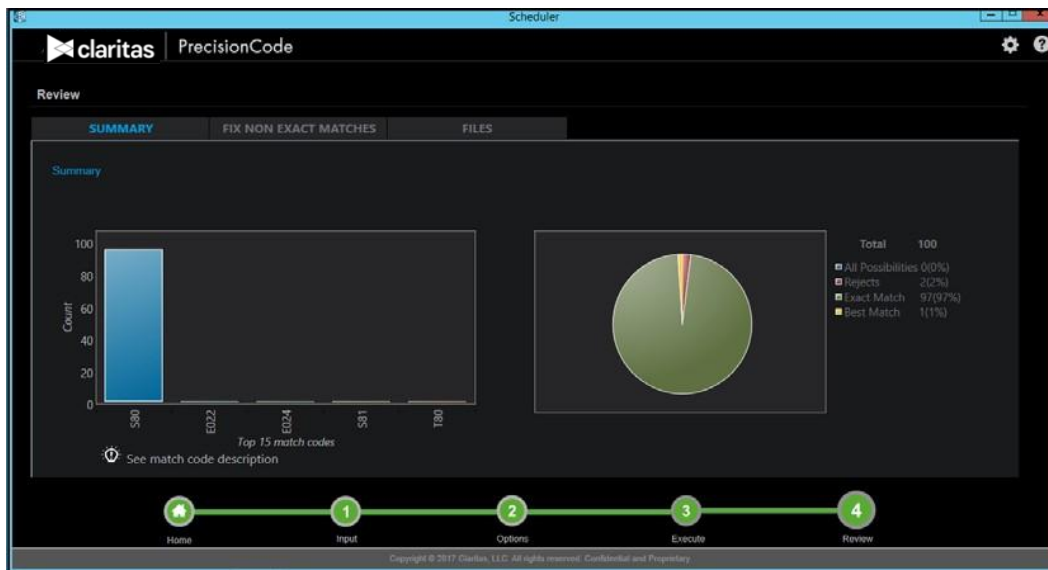 Scheduler
claritas PrecisionCode
Review
SUMMARY FIX NON EXACT MATCHES FILES
Summary
Total 100
All Possibilities 0(0%)
Rejects 2(2%)
Exact Match 97(97%)
Best Match 1(1%)
Count
100
80
60
40
20
0
S80 E022 E024 S81 T80
Top 15 match codes
See match code description
1 2 3 4
Home Input Options Execute Review
Copyright © 2017 Claritas, LLC. All rights reserved. Confidential and Proprietary